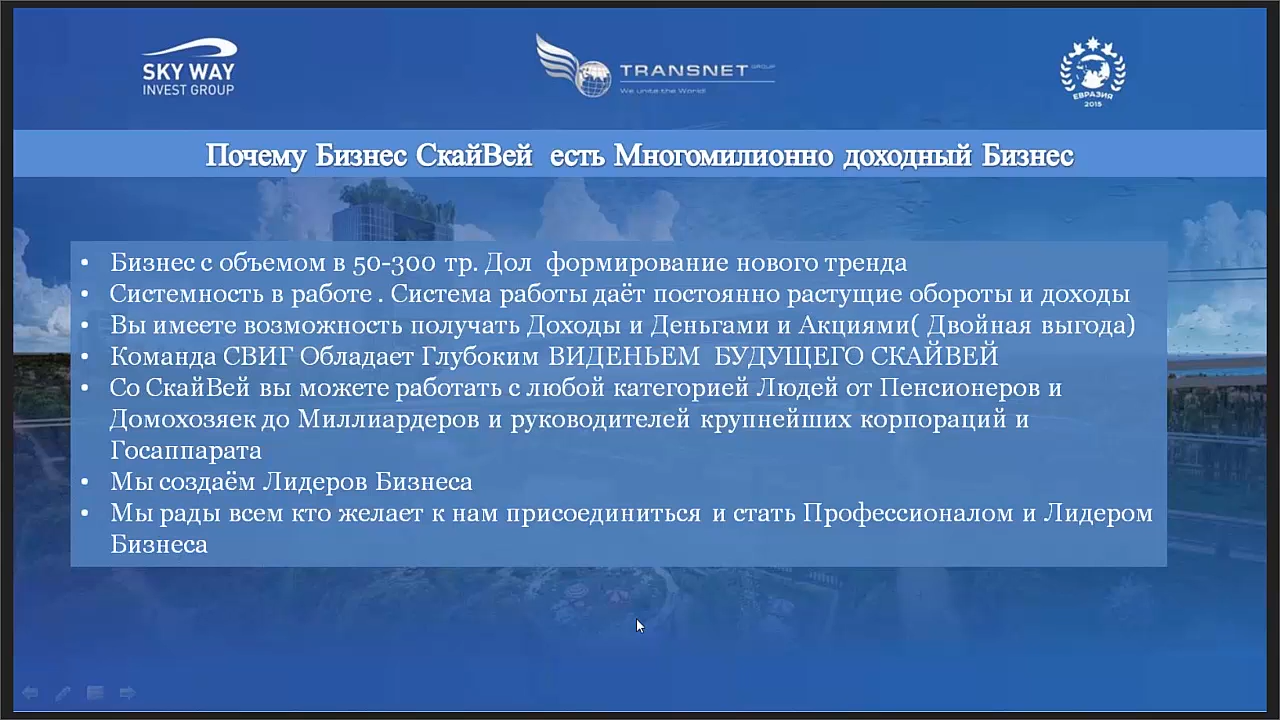 SKY WAY
INVEST GROUP
TRANSNET GROUP
We unite the World!
ЕВРАЗИЯ
2015
Почему Бизнес СкайВей есть Многомилионно доходный Бизнес
• Бизнес с объемом в 50-300 тр. Дол формирование нового тренда
• Системность в работе . Система работы даёт постоянно растущие обороты и доходы
• Вы имеете возможность получать Доходы и Деньгами и Акциями( Двойная выгода)
• Команда СВИГ Обладает Глубоким ВИДЕНЬЕМ БУДУЩЕГО СКАЙВЕЙ
• Со СкайВей вы можете работать с любой категорией Людей от Пенсионеров и
Домохозяек до Миллиардеров и руководителей крупнейших корпораций и
Госаппарата
• Мы создаём Лидеров Бизнеса
• Мы рады всем кто желает к нам присоединиться и стать Профессионалом и Лидером
Бизнеса